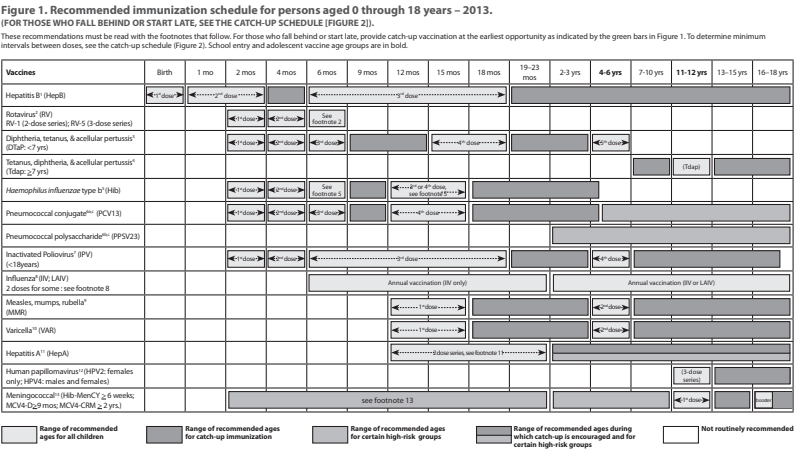 Figure 1. Recommended immunization schedule for persons aged 0 through 18 years – 2013.
(FOR THOSE WHO FALL BEHIND OR START LATE, SEE THE CATCH-UP SCHEDULE [FIGURE 2]).
These recommendations must be read with the footnotes that follow. For those who fall behind or start late, provide catch-up vaccination at the earliest opportunity as indicated by the green bars in Figure 1. To determine minimum
intervals between doses, see the catch-up schedule (Figure 2). School entry and adolescent vaccine age groups are in bold.
Vaccines Birth 1 mo 2 mos 4 mos 6 mos 9 mos 12 mos 15 mos 18 mos 19–23 mos 2-3 yrs 4-6 yrs 7-10 yrs 11-12 yrs 13–15 yrs 16–18 yrs
Hepatitis B¹ (HepB) 1ˢᵗ dose 2ⁿᵈ dose 3ʳᵈ dose
Rotavirus² (RV)
RV-1 (2-dose series); RV-5 (3-dose series) 1ˢᵗ dose 2ⁿᵈ dose See footnote 2
Diphtheria, tetanus, & acellular pertussis³
(DTaP: <7 yrs) 1ˢᵗ dose 2ⁿᵈ dose 3ʳᵈ dose 4ᵗʰ dose 5ᵗʰ dose
Tetanus, diphtheria, & acellular pertussis⁴
(Tdap: ≥7 yrs) (Tdap)
Haemophilus influenzae type b⁵ (Hib) 1ˢᵗ dose 2ⁿᵈ dose See footnote 5 3ʳᵈ or 4ᵗʰ dose, see footnote 5
Pneumococcal conjugate (PCV13) 1ˢᵗ dose 2ⁿᵈ dose 3ʳᵈ dose 4ᵗʰ dose
Pneumococcal polysaccharide (PPSV23)
Inactivated Poliovirus⁷ (IPV)
(<18years) 1ˢᵗ dose 2ⁿᵈ dose 3ʳᵈ dose 4ᵗʰ dose
Influenza⁸ (IIV; LAIV)
2 doses for some : see footnote 8 Annual vaccination (IIV only) Annual vaccination (IIV or LAIV)
Measles, mumps, rubella⁹
(MMR) 1ˢᵗ dose 2ⁿᵈ dose
Varicella¹⁰ (VAR) 1ˢᵗ dose 2ⁿᵈ dose
Hepatitis A¹¹ (HepA) 2 dose series, see footnote 11
Human papillomavirus¹² (HPV2: females
only; HPV4: males and females) (3-dose series)
Meningococcal¹³ (Hib-MenCY ≥ 6 weeks;
MCV4-D≥9 mos; MCV4-CRM ≥ 2 yrs.) see footnote 13 1ˢᵗ dose booster
Range of recommended ages for all children
Range of recommended ages for catch-up immunization
Range of recommended ages for certain high-risk groups
Range of recommended ages during which catch-up is encouraged and for certain high-risk groups
Not routinely recommended